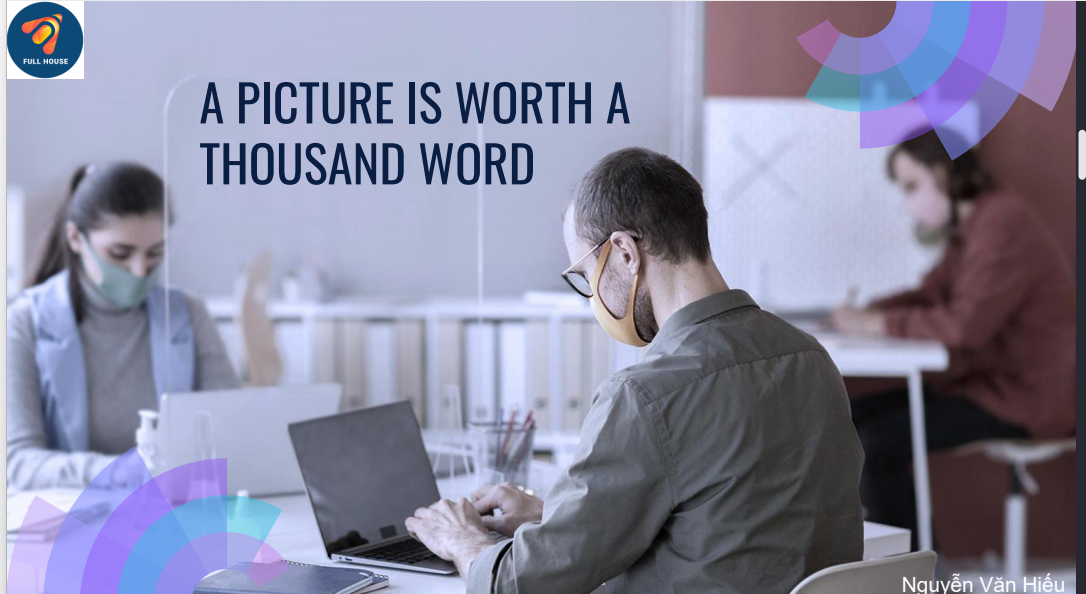 FULL HOUSE
A PICTURE IS WORTH A
THOUSAND WORD
Nguyễn Văn Hiếu